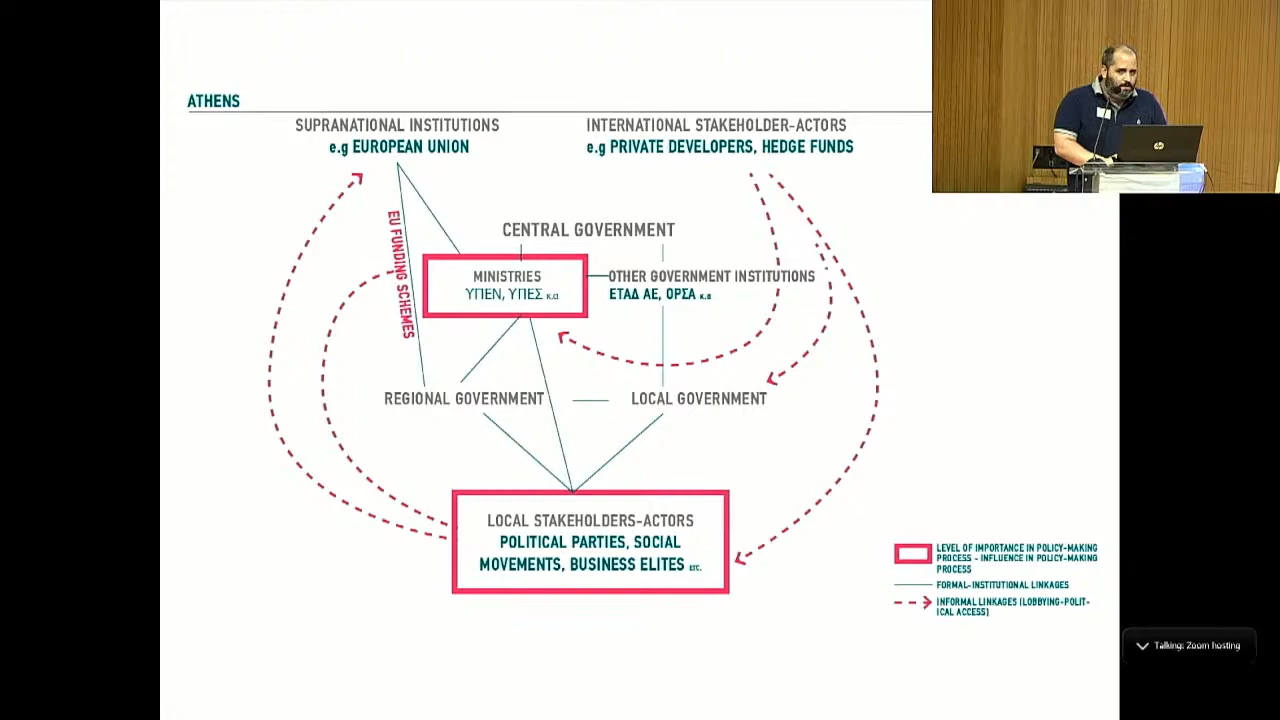 ATHENS
SUPRANATIONAL INSTITUTIONS
e.g EUROPEAN UNION
INTERNATIONAL STAKEHOLDER-ACTORS
e.g PRIVATE DEVELOPERS, HEDGE FUNDS
EU FUNDING SCHEMES
CENTRAL GOVERNMENT
MINISTRIES
ΥΠΕΝ, ΥΠΕΣ κ.α
OTHER GOVERNMENT INSTITUTIONS
ΕΤΑΔ ΑΕ, ΟΡΣΑ κ.α
REGIONAL GOVERNMENT
LOCAL GOVERNMENT
LOCAL STAKEHOLDERS-ACTORS
POLITICAL PARTIES, SOCIAL
MOVEMENTS, BUSINESS ELITES ETC.
LEVEL OF IMPORTANCE IN POLICY-MAKING
PROCESS - INFLUENCE IN POLICY-MAKING
PROCESS
FORMAL-INSTITUTIONAL LINKAGES
INFORMAL LINKAGES (LOBBYING-POLIT-
ICAL ACCESS)
Talking: Zoom hosting